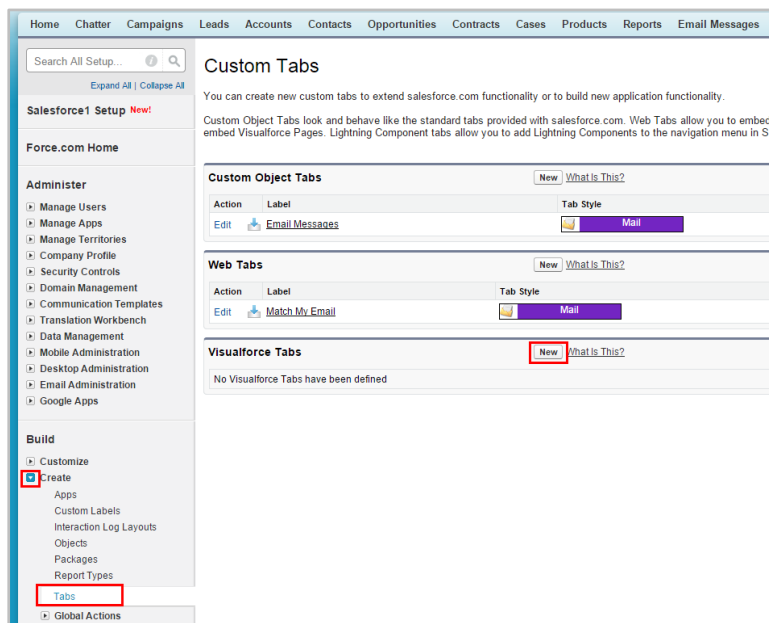 Home Chatter Campaigns Leads Accounts Contacts Opportunities Contracts Cases Products Reports Email Messages
Search All Setup...
Expand All | Collapse All
Salesforce1 Setup New!
Force.com Home
Administer
Manage Users
Manage Apps
Manage Territories
Company Profile
Security Controls
Domain Management
Communication Templates
Translation Workbench
Data Management
Mobile Administration
Desktop Administration
Email Administration
Google Apps
Build
Customize
Create
Apps
Custom Labels
Interaction Log Layouts
Objects
Packages
Report Types
Tabs
Global Actions
Custom Tabs
You can create new custom tabs to extend salesforce.com functionality or to build new application functionality.
Custom Object Tabs look and behave like the standard tabs provided with salesforce.com. Web Tabs allow you to embed
embed Visualforce Pages. Lightning Component tabs allow you to add Lightning Components to the navigation menu in S
Custom Object Tabs New What Is This?
Action Label Tab Style
Edit Email Messages Mail
Web Tabs New What Is This?
Action Label Tab Style
Edit Match My Email Mail
Visualforce Tabs New What Is This?
No Visualforce Tabs have been defined